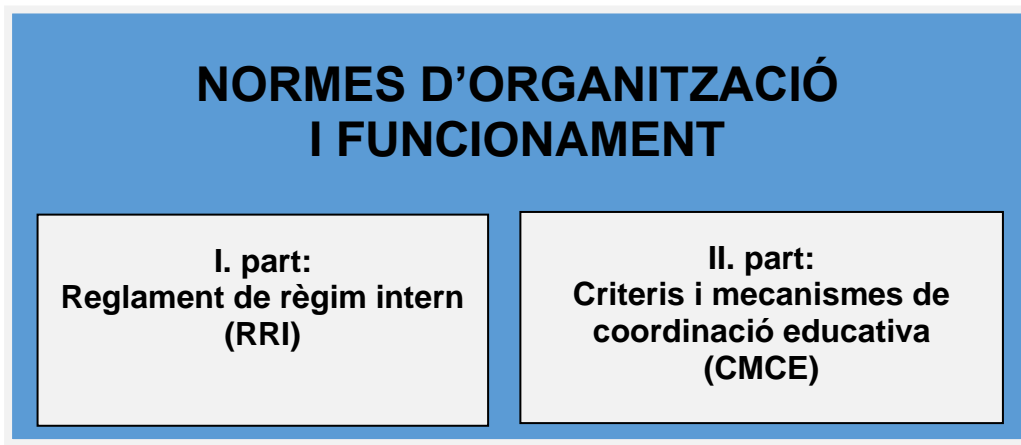 NORMES D’ORGANITZACIÓ
I FUNCIONAMENT
I. part:
Reglament de règim intern
(RRI)
II. part:
Criteris i mecanismes de
coordinació educativa
(CMCE)